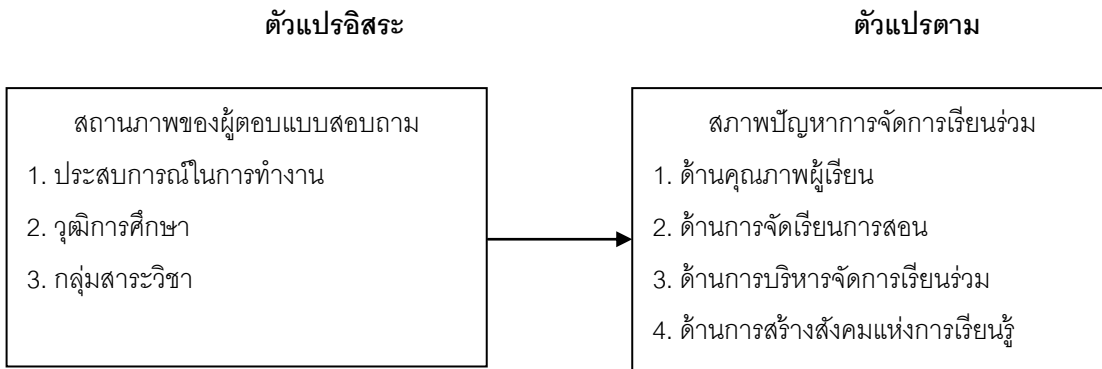 ตัวแปรอิสระ
ตัวแปรตาม
สถานภาพของผู้ตอบแบบสอบถาม
1. ประสบการณ์ในการทำงาน
2. วุฒิการศึกษา
3. กลุ่มสาระวิชา
สภาพปัญหาการจัดการเรียนร่วม
1. ด้านคุณภาพผู้เรียน
2. ด้านการจัดเรียนการสอน
3. ด้านการบริหารจัดการเรียนร่วม
4. ด้านการสร้างสังคมแห่งการเรียนรู้